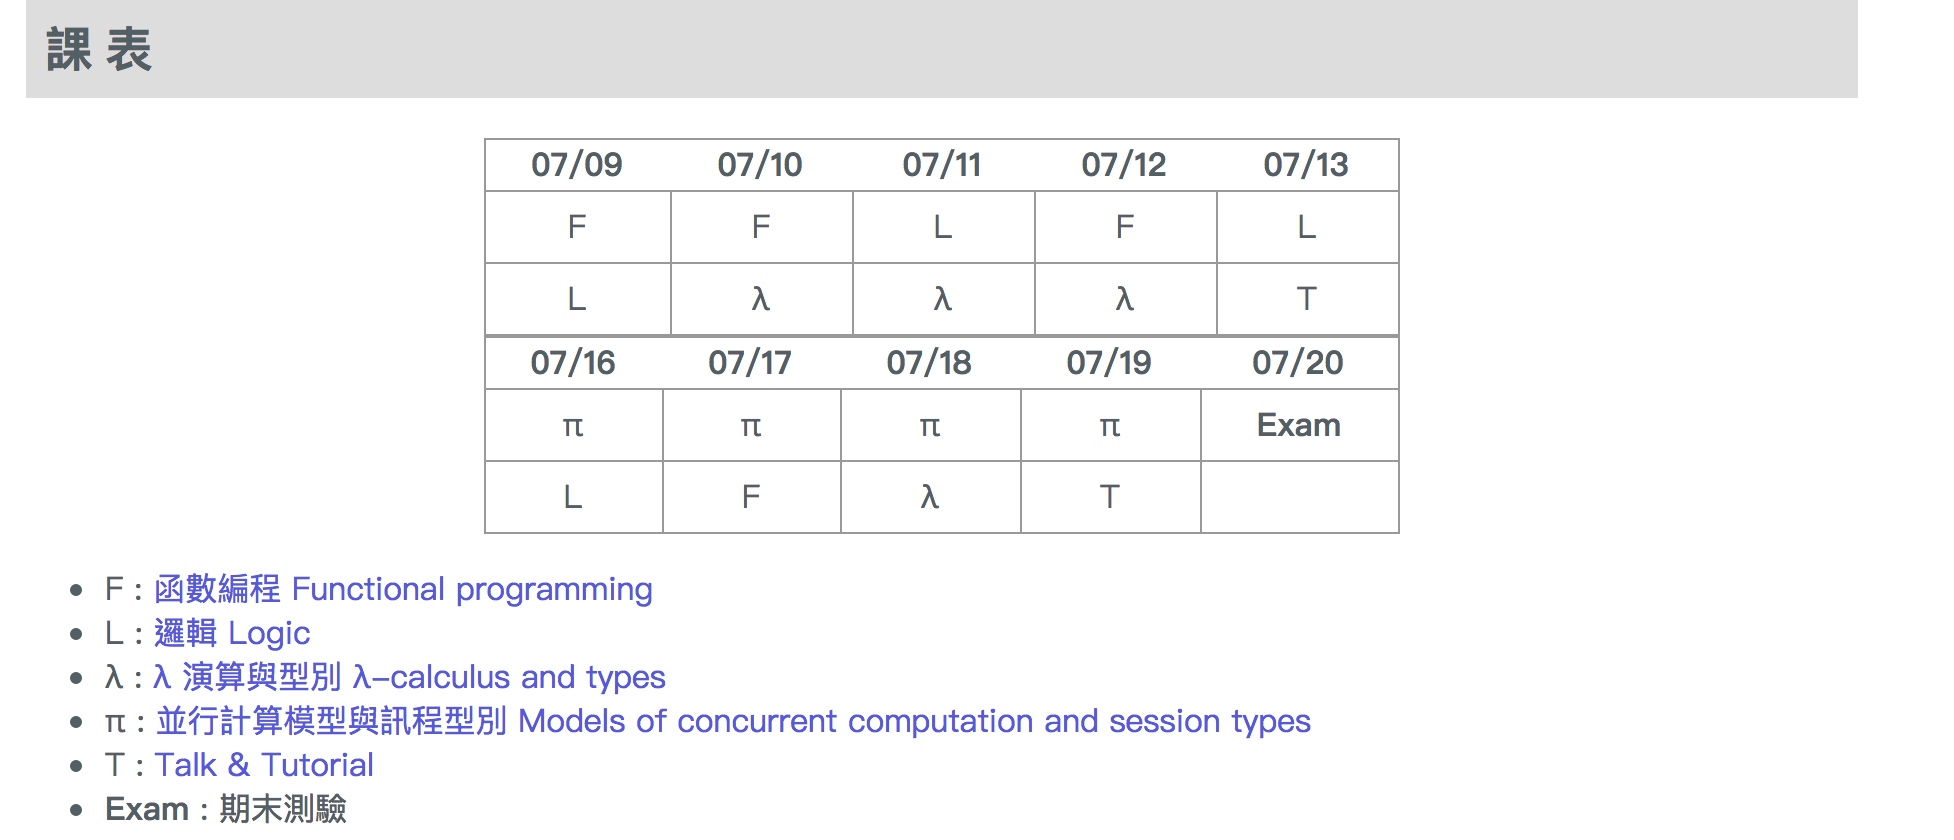 課 表
07/09 07/10 07/11 07/12 07/13
F F L F L
L λ λ λ T
07/16 07/17 07/18 07/19 07/20
π π π π Exam
L F λ T
F : 函數編程 Functional programming
L : 邏輯 Logic
λ : λ 演算與型別 λ-calculus and types
π : 並行計算模型與訊程型別 Models of concurrent computation and session types
T : Talk & Tutorial
Exam : 期末測驗